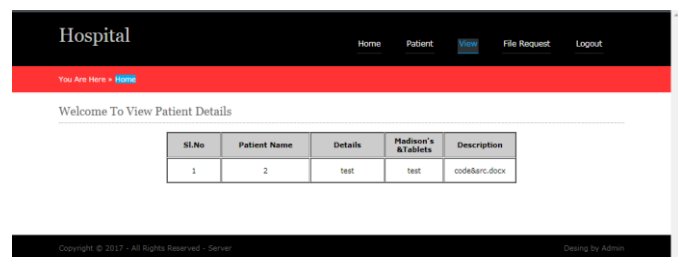 Hospital
Home Patient View File Request Logout
You Are Here » Home
Welcome To View Patient Details
Sl.No Patient Name Details Madison's &Tablets Description
1 2 test test code&src.docx
Copyright © 2017 - All Rights Reserved - Server Desing by Admin